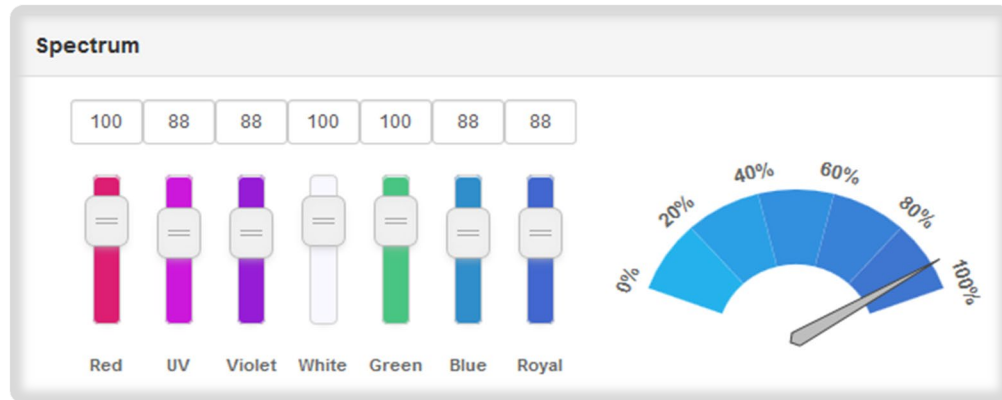 Spectrum
100 88 88 100 100 88 88
0% 20% 40% 60% 80% 100%
Red UV Violet White Green Blue Royal